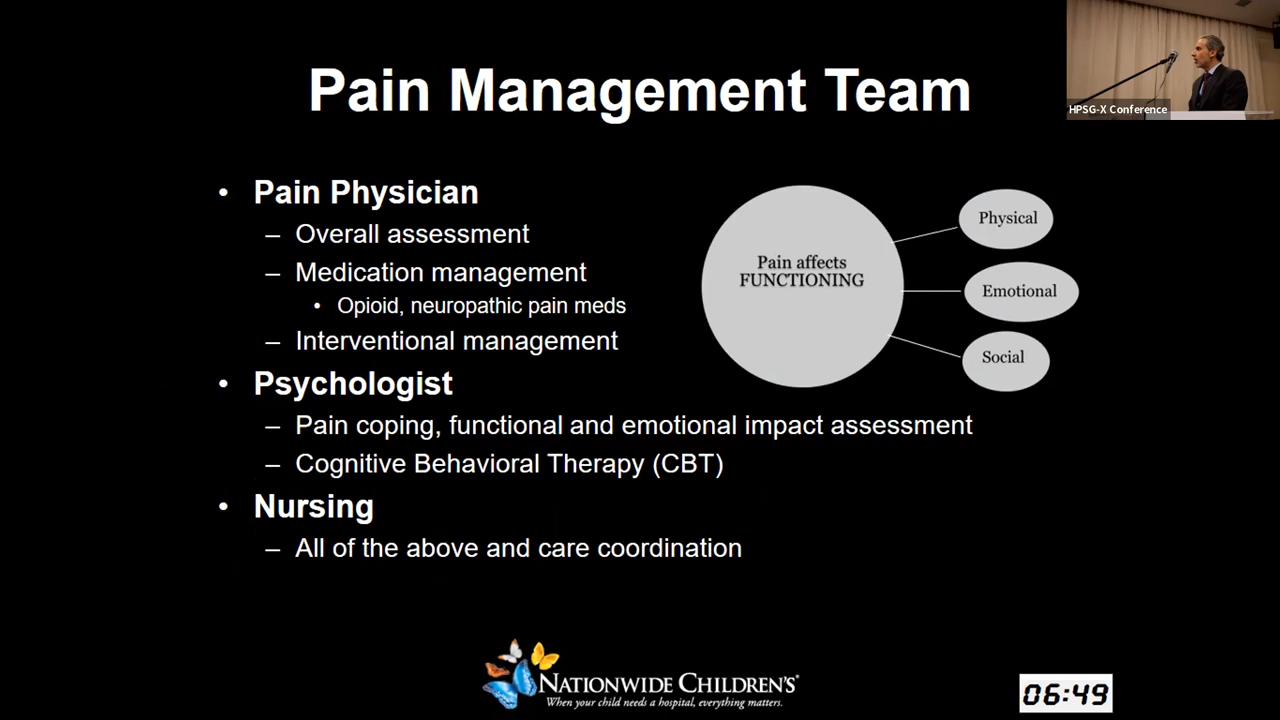 Pain Management Team
HPSG-X Conference
• Pain Physician
– Overall assessment
– Medication management
• Opioid, neuropathic pain meds
– Interventional management
• Psychologist
– Pain coping, functional and emotional impact assessment
– Cognitive Behavioral Therapy (CBT)
• Nursing
– All of the above and care coordination
Pain affects
FUNCTIONING
Physical
Emotional
Social
NATIONWIDE CHILDREN'S®
When your child needs a hospital, everything matters.
06:49